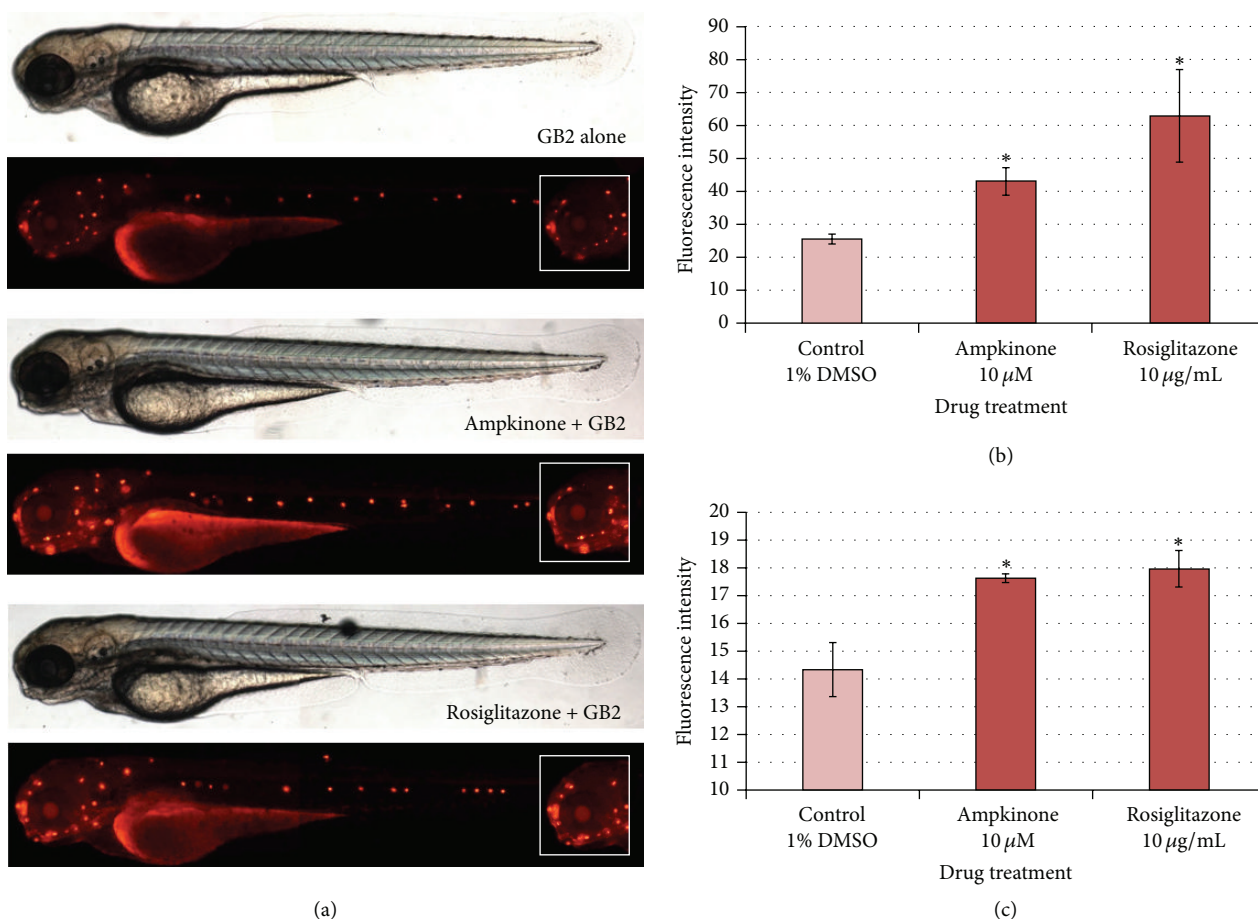 GB2 alone
Ampkinone + GB2
Rosiglitazone + GB2
(a)
90
80
70
60
50
40
30
20
10
0
Fluorescence intensity
*
*
Control
1% DMSO
Ampkinone
10 μM
Rosiglitazone
10 μg/mL
Drug treatment
(b)
20
19
18
17
16
15
14
13
12
11
10
Fluorescence intensity
*
*
Control
1% DMSO
Ampkinone
10 μM
Rosiglitazone
10 μg/mL
Drug treatment
(c)